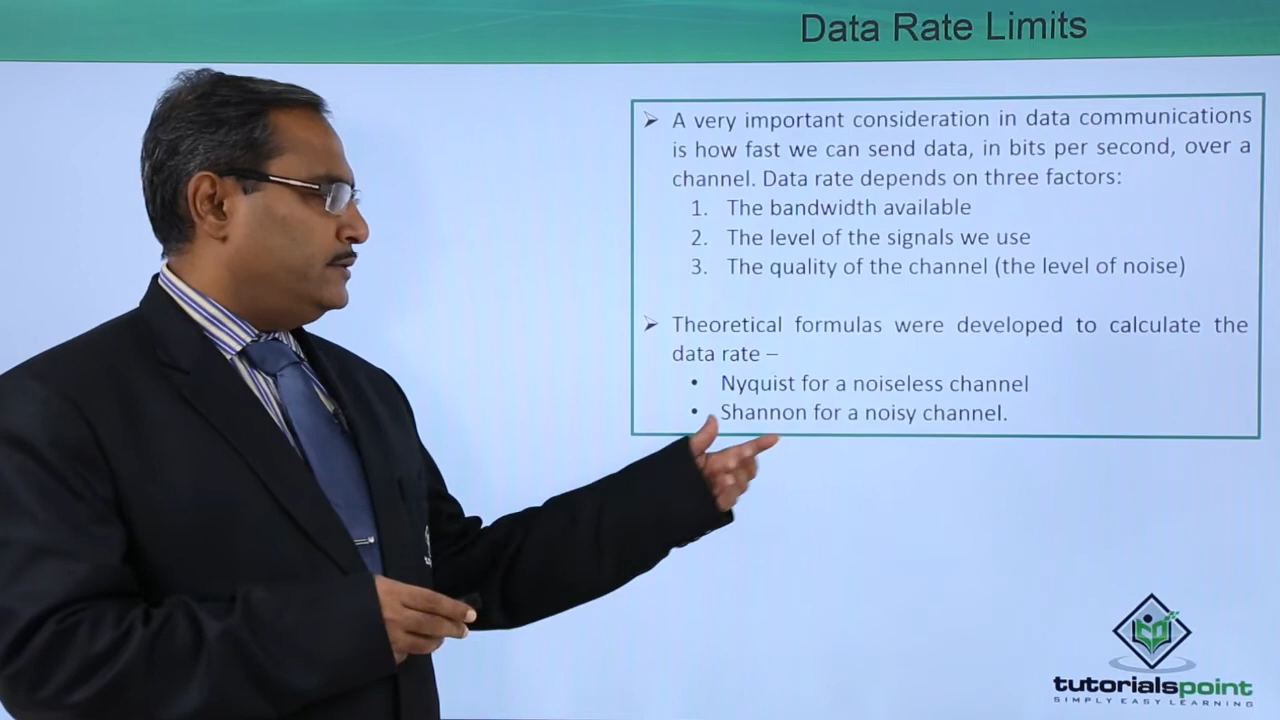 Data Rate Limits
➢ A very important consideration in data communications
is how fast we can send data, in bits per second, over a
channel. Data rate depends on three factors:
1. The bandwidth available
2. The level of the signals we use
3. The quality of the channel (the level of noise)
➢ Theoretical formulas were developed to calculate the
data rate –
• Nyquist for a noiseless channel
• Shannon for a noisy channel.
tutorialspoint
SIMPLY EASY LEARNING